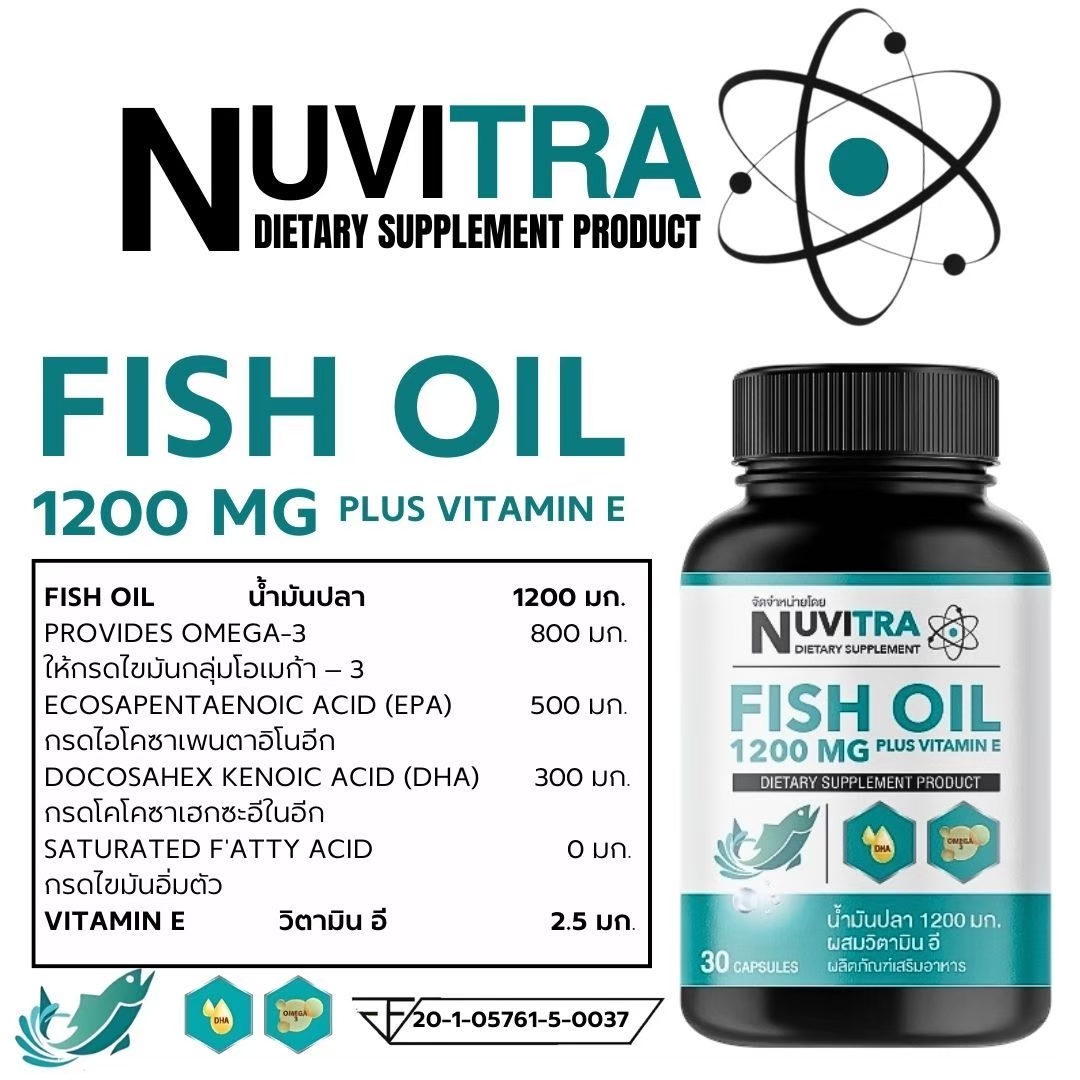 NUVITRA
DIETARY SUPPLEMENT PRODUCT
FISH OIL
1200 MG PLUS VITAMIN E
FISH OIL น้ำมันปลา 1200 มก.
PROVIDES OMEGA-3 800 มก.
ให้กรดไขมันกลุ่มโอเมก้า – 3
ECOSAPENTAENOIC ACID (EPA) 500 มก.
กรดไอโคซาเพนตาอิโนอีก
DOCOSAHEX KENOIC ACID (DHA) 300 มก.
กรดโคโคซาเฮกซะอีในอีก
SATURATED F'ATTY ACID 0 มก.
กรดไขมันอิ่มตัว
VITAMIN E วิตามิน อี 2.5 มก.
DHA
OMEGA 3
20-1-05761-5-0037
จัดจำหน่ายโดย
NUVITRA
DIETARY SUPPLEMENT
FISH OIL
1200 MG PLUS VITAMIN E
DIETARY SUPPLEMENT PRODUCT
DHA
OMEGA 3
น้ำมันปลา 1200 มก.
ผสมวิตามิน อี
30 CAPSULES ผลิตภัณฑ์เสริมอาหาร